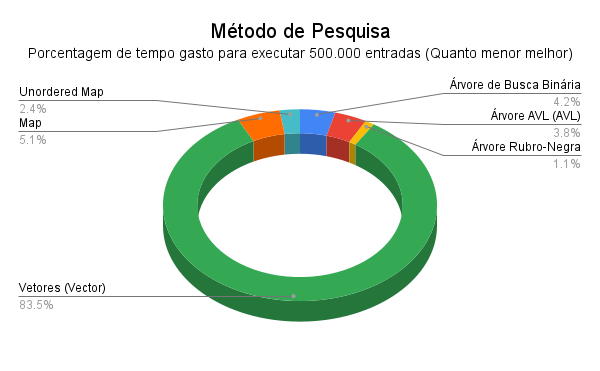 Método de Pesquisa
Porcentagem de tempo gasto para executar 500.000 entradas (Quanto menor melhor)
Unordered Map
2.4%
Map
5.1%
Árvore de Busca Binária
4.2%
Árvore AVL (AVL)
3.8%
Árvore Rubro-Negra
1.1%
Vetores (Vector)
83.5%